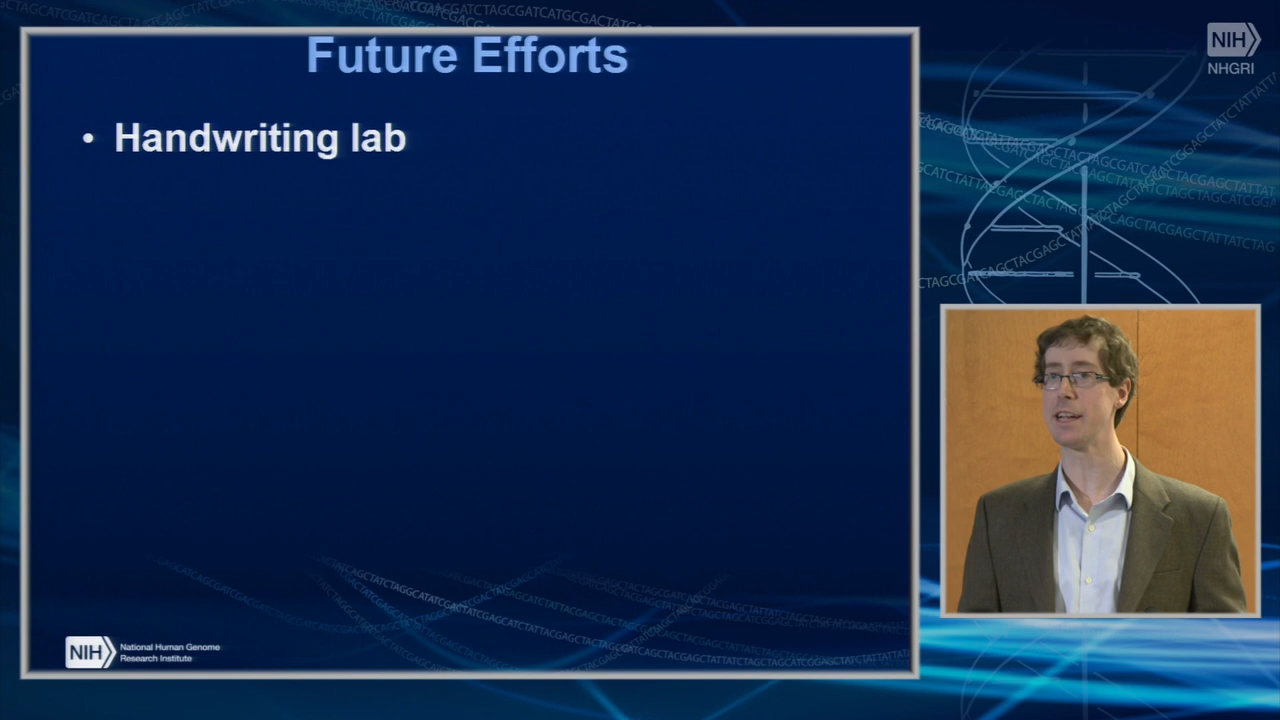 Future Efforts
• Handwriting lab
NIH
National Human Genome
Research Institute
NIH
NHGRI